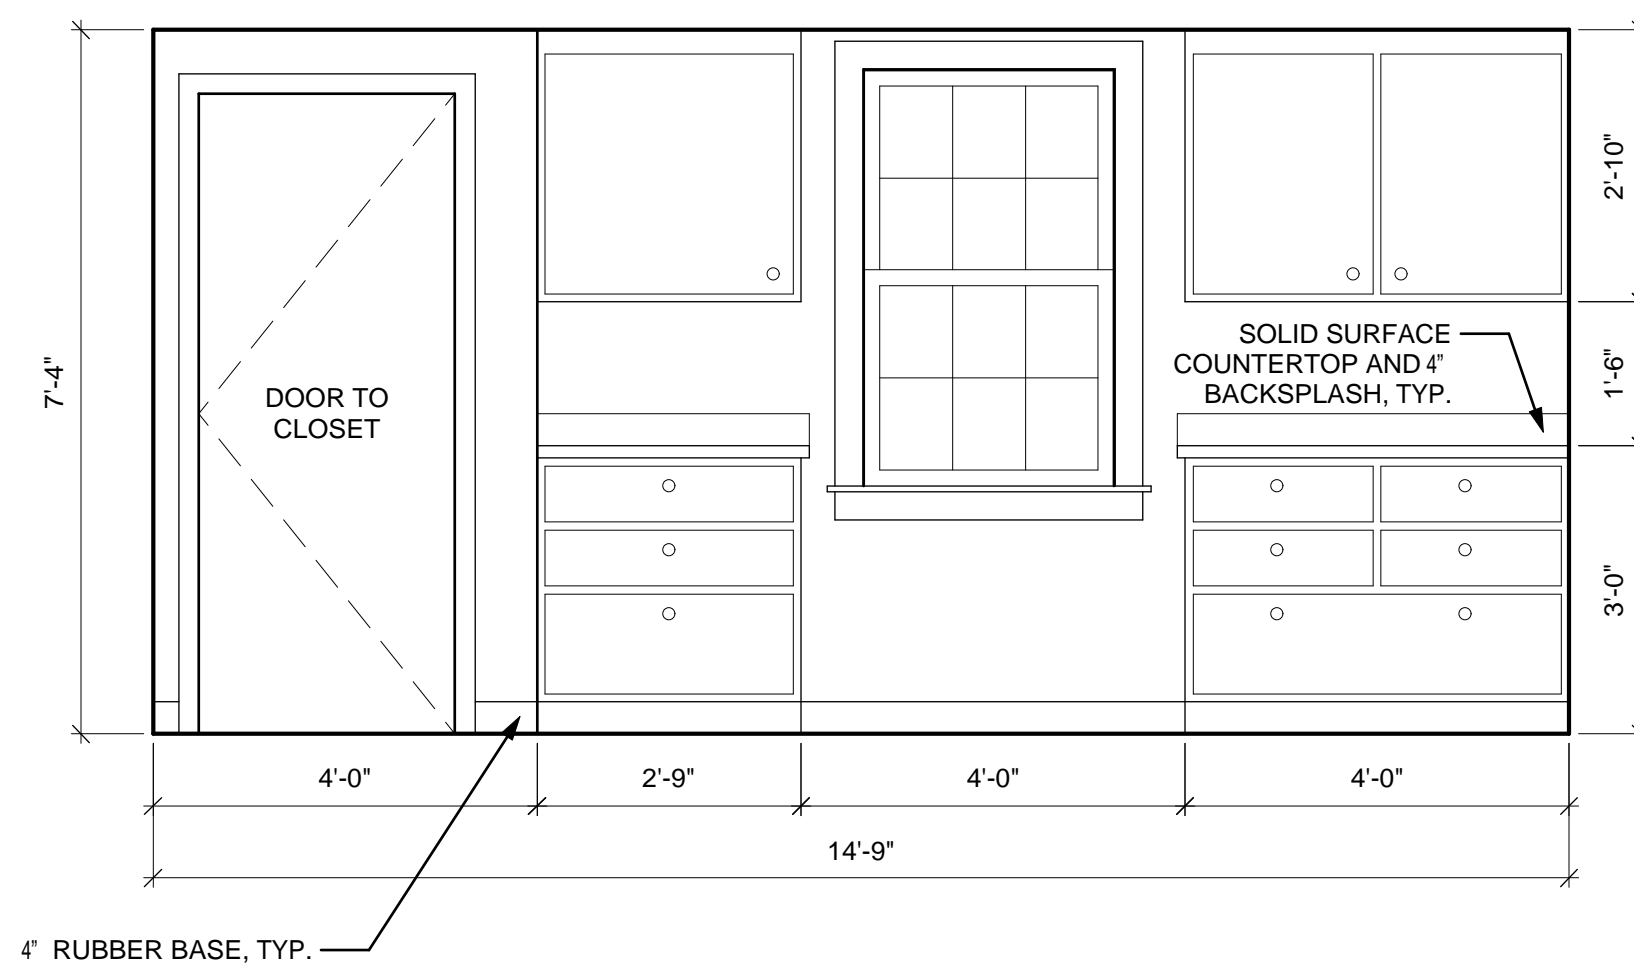 2'-10"
SOLID SURFACE
COUNTERTOP AND 4"
BACKSPLASH, TYP.
1'-6"
7'-4"
DOOR TO
CLOSET
3'-0"
4'-0"
2'-9"
4'-0"
4'-0"
14'-9"
4" RUBBER BASE, TYP.